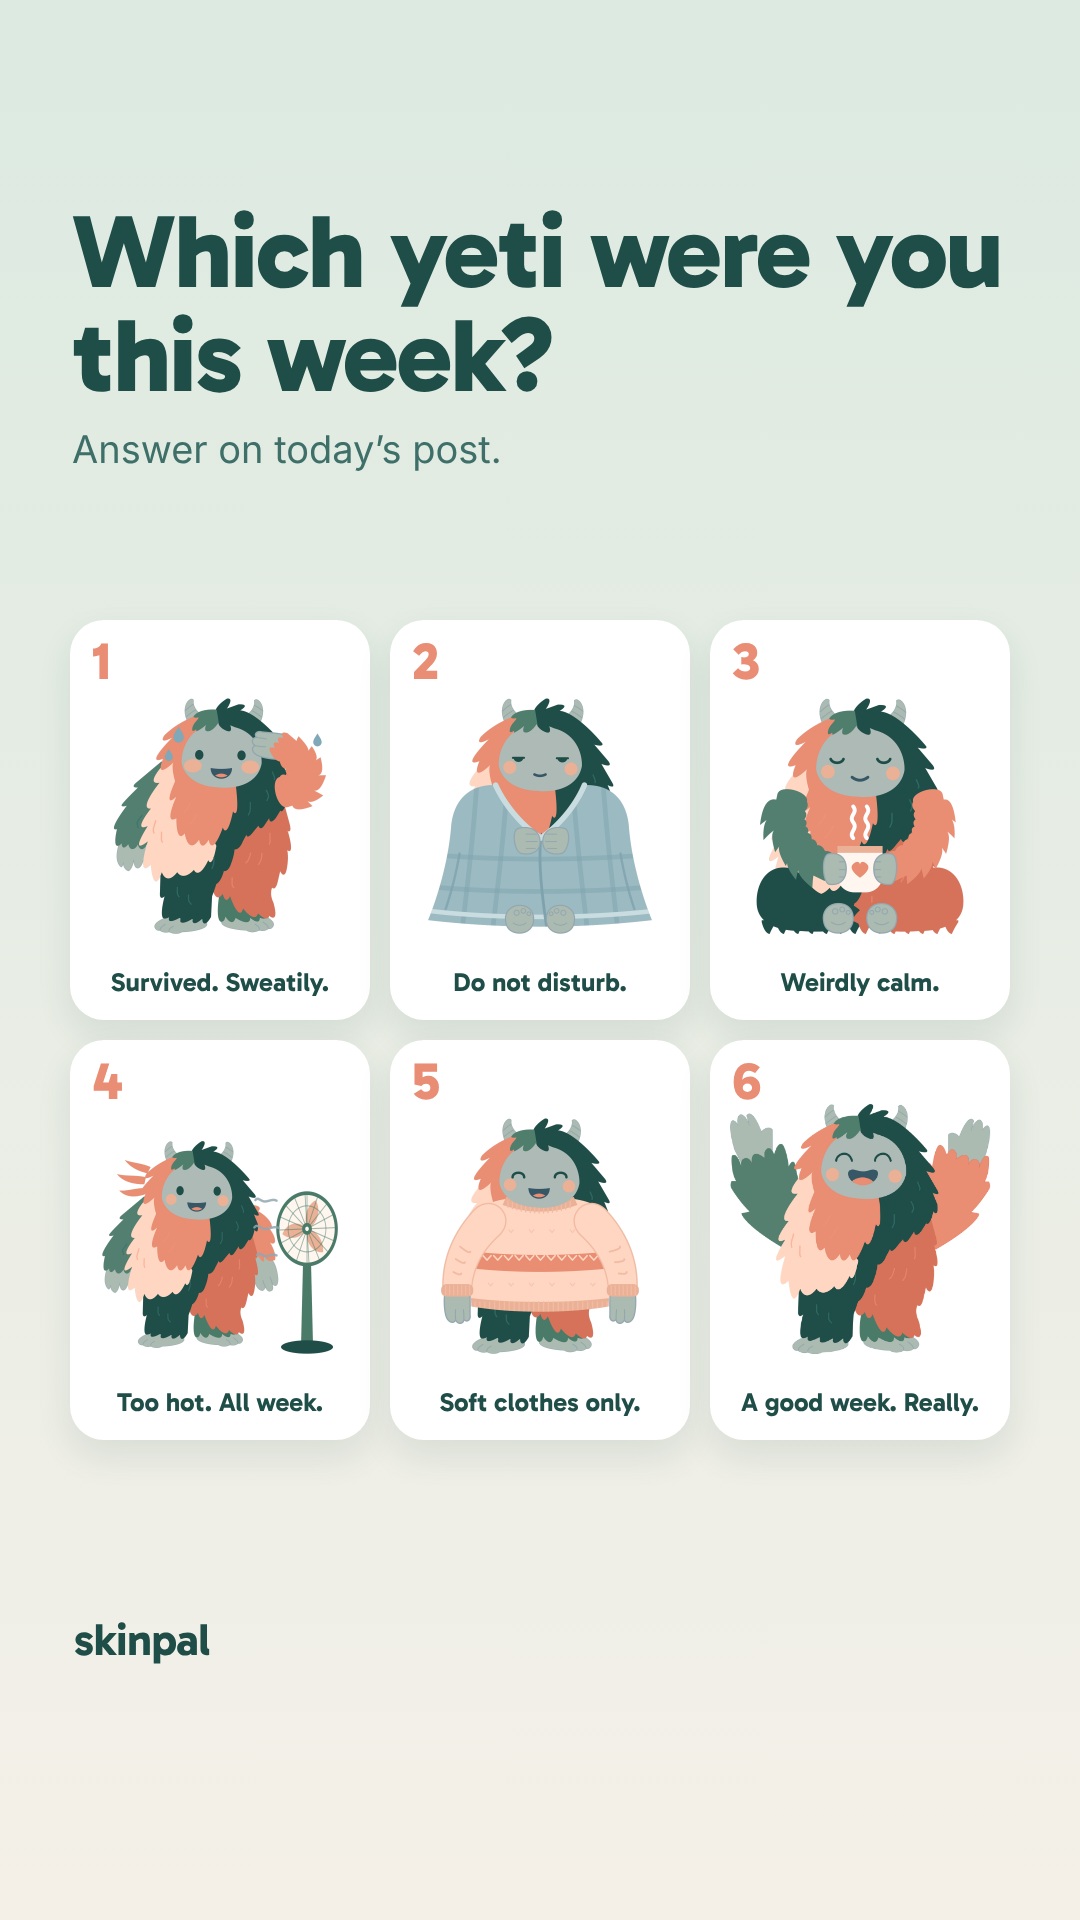 Which yeti were you
this week?
Answer on today’s post.
1
2
3
Survived. Sweatily.
Do not disturb.
Weirdly calm.
4
5
6
Too hot. All week.
Soft clothes only.
A good week. Really.
skinpal